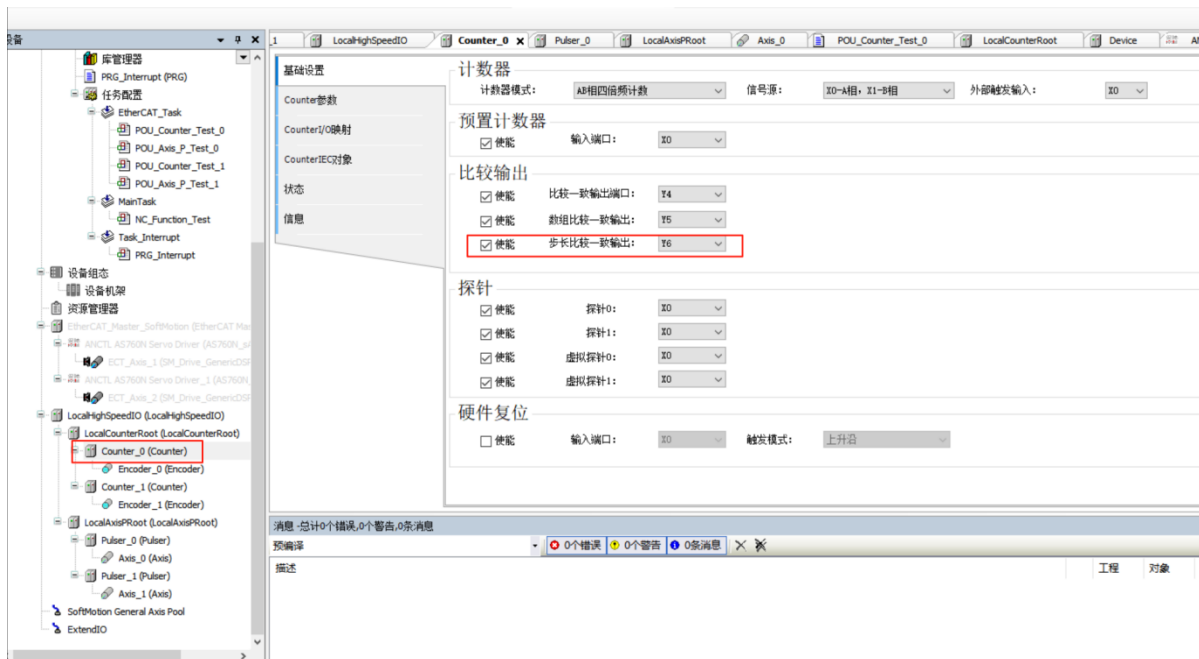 设备
_1 LocalHighSpeedIO Counter_0 Pulser_0 LocalAxisPRoot Axis_0 POU_Counter_Test_0 LocalCounterRoot Device
库管理器
PRG_Interrupt (PRG)
任务配置
EtherCAT_Task
POU_Counter_Test_0
POU_Axis_P_Test_0
POU_Counter_Test_1
POU_Axis_P_Test_1
MainTask
NC_Function_Test
Task_Interrupt
PRG_Interrupt
设备组态
设备机架
资源管理器
EtherCAT_Master_SoftMotion (EtherCAT Mas
ANCTL AS760N Servo Driver (AS760N_
ECT_Axis_1 (SM_Drive_GenericDSP
ANCTL AS760N Servo Driver_1 (AS760N_
ECT_Axis_2 (SM_Drive_GenericDSP
LocalHighSpeedIO (LocalHighSpeedIO)
LocalCounterRoot (LocalCounterRoot)
Counter_0 (Counter)
Encoder_0 (Encoder)
Counter_1 (Counter)
Encoder_1 (Encoder)
LocalAxisPRoot (LocalAxisPRoot)
Pulser_0 (Pulser)
Axis_0 (Axis)
Pulser_1 (Pulser)
Axis_1 (Axis)
SoftMotion General Axis Pool
ExtendIO
基础设置
Counter参数
CounterI/O映射
CounterIEC对象
状态
信息
计数器
计数器模式: AB相四倍频计数 信号源: X0-A相, X1-B相 外部触发输入: X0
预置计数器
使能 输入端口: X0
比较输出
使能 比较一致输出端口: Y4
使能 数组比较一致输出: Y5
使能 步长比较一致输出: Y6
探针
使能 探针0: X0
使能 探针1: X0
使能 虚拟探针0: X0
使能 虚拟探针1: X0
硬件复位
使能 输入端口: X0 触发模式: 上升沿
消息 -总计0个错误,0个警告,0条消息
预编译 0个错误 0个警告 0条消息
描述 工程 对象